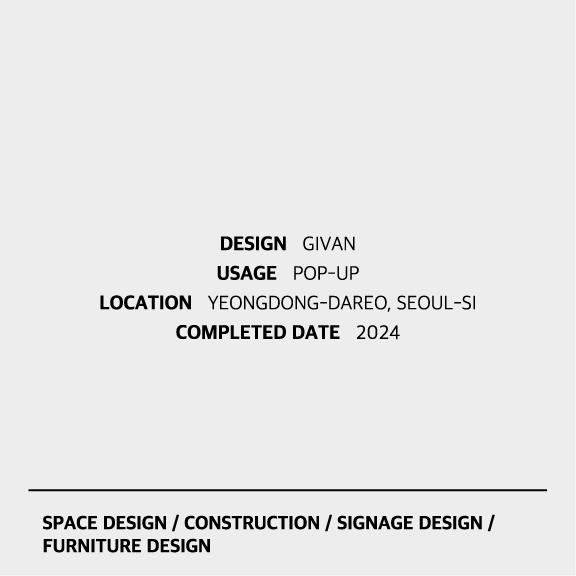 DESIGN GIVAN
USAGE POP-UP
LOCATION YEONGDONG-DAREO, SEOUL-SI
COMPLETED DATE 2024
SPACE DESIGN / CONSTRUCTION / SIGNAGE DESIGN /
FURNITURE DESIGN